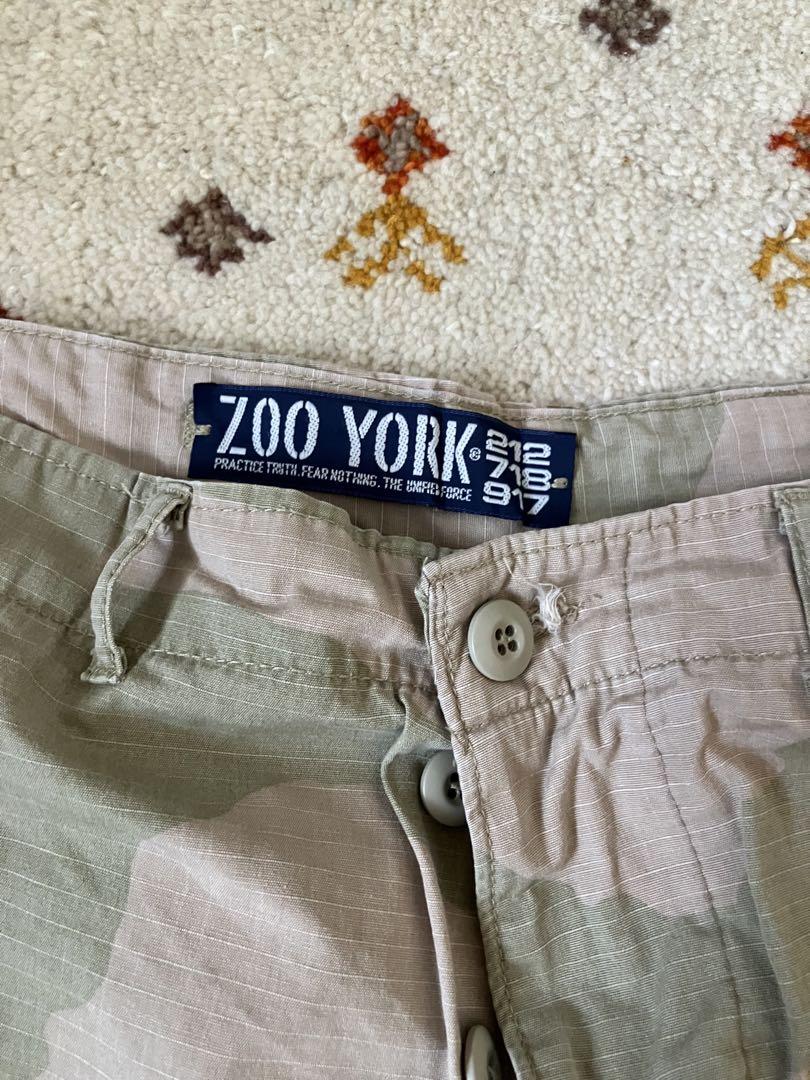 ZOO YORK®
PRACTICE TRUTH. FEAR NOTHING. THE UNIFIED FORCE
212
718
917